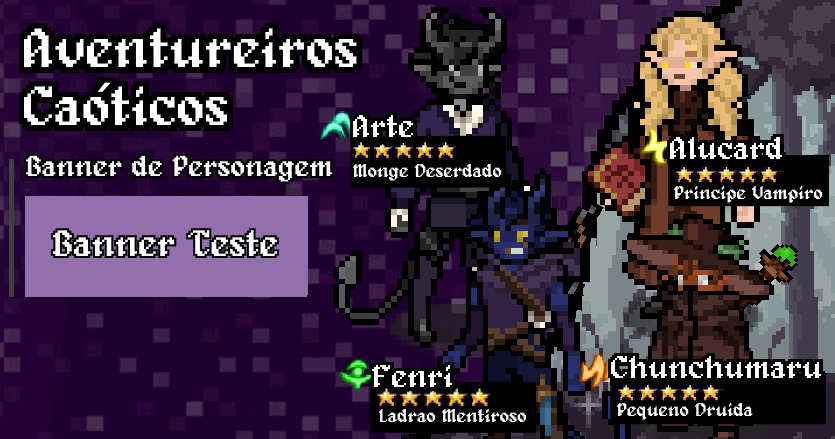 Aventureiros
Caóticos
Banner de Personagem
Banner Teste
Arte
Monge Deserdado
Alucard
Principe Vampiro
Fenri
Ladrao Mentiroso
Chunchumaru
Pequeno Druida